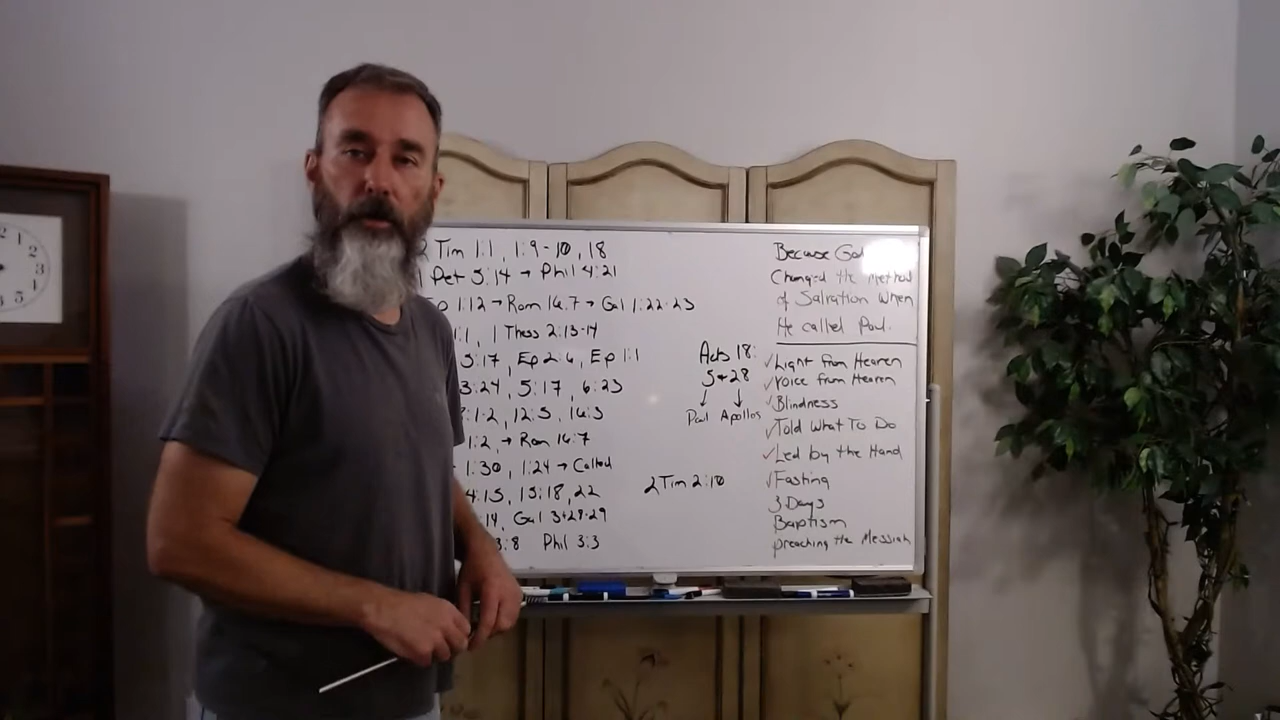 2 Tim 1:1, 1:9-10, 18
1 Pet 5:14 → Phil 4:21
1:12 → Rom 16:7 → Gal 1:22-23
1:1, 1 Thess 2:13-14
3:17, Ep 2:6, Ep 1:1
3:24, 5:17, 6:23
1:2, 12:5, 16:3
1:2, → Rom 16:7
1:30, 1:24 → Called
4:15, 15:18, 22
14, Gal 3:28-29
3:8 Phil 3:3
Acts 18:
5+28
↓ ↓
Paul Apollos
2 Tim 2:10
Because God
Changed the Method
of Salvation When
He called Paul.
✓Light from Heaven
✓Voice from Heaven
✓Blindness
✓Told What To Do
✓Led by the Hand
✓Fasting
3 Days
Baptism
preaching the Messiah
1
2
3
4
5